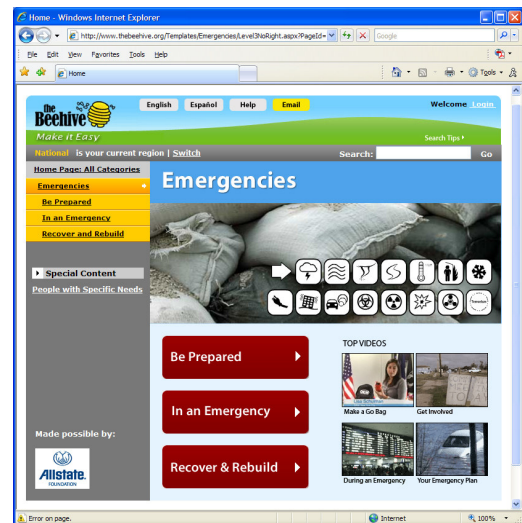 Home - Windows Internet Explorer
http://www.thebeehive.org/Templates/Emergencies/Level3NoRight.aspx?PageId=
Google
File Edit View Favorites Tools Help
Home
Tools
the Beehive
Make it Easy
English Español Help Email
Welcome Login
Search Tips
National is your current region | Switch
Search: Go
Home Page: All Categories
Emergencies
Be Prepared
In an Emergency
Recover and Rebuild
Special Content
People with Specific Needs
Made possible by:
Allstate.
FOUNDATION
Emergencies
Be Prepared
In an Emergency
Recover & Rebuild
TOP VIDEOS
Make a Go Bag
Get Involved
During an Emergency
Your Emergency Plan
Error on page.
Internet
100%